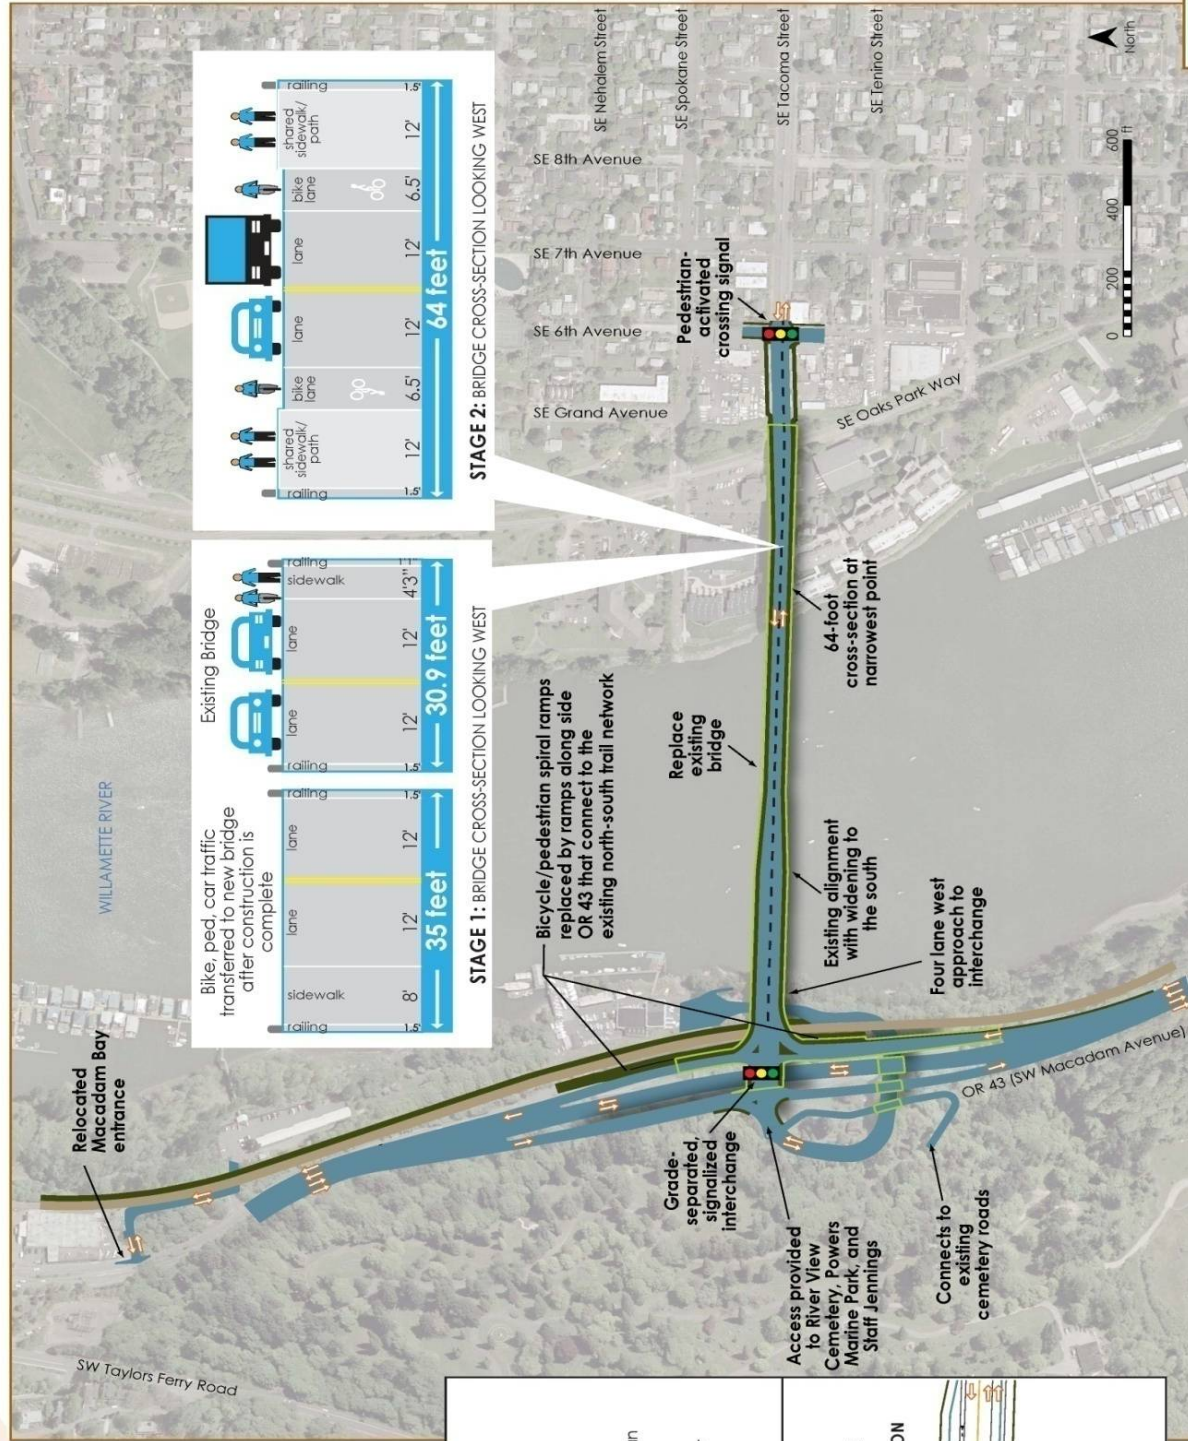 WILLAMETTE RIVER
SW Taylors Ferry Road
Relocated
Macadam Bay
entrance
Bike, ped, car traffic
transferred to new bridge
after construction is
complete
Existing Bridge
railing
sidewalk
lane
lane
railing
1.5'
8'
12'
12'
1.5'
35 feet
railing
lane
lane
sidewalk
railing
1.5'
12'
12'
4'3"
30.9 feet
STAGE 1: BRIDGE CROSS-SECTION LOOKING WEST
railing
shared
sidewalk/
path
bike
lane
lane
lane
bike
lane
shared
sidewalk/
path
railing
1.5'
12'
6.5'
12'
12'
6.5'
12'
1.5'
64 feet
STAGE 2: BRIDGE CROSS-SECTION LOOKING WEST
Bicycle/pedestrian spiral ramps
replaced by ramps along side
OR 43 that connect to the
existing north-south trail network
Replace
existing
bridge
SE Grand Avenue
SE 6th Avenue
SE 7th Avenue
SE 8th Avenue
SE Nehalem Street
SE Spokane Street
SE Tacoma Street
SE Tenino Street
Pedestrian-
activated
crossing signal
Grade-
separated,
signalized
interchange
Access provided
to River View
Cemetery, Powers
Marine Park, and
Staff Jennings
Connects to
existing
cemetery roads
OR 43 (SW Macadam Avenue)
Four lane west
approach to
interchange
Existing alignment
with widening to
the south
64-foot
cross-section at
narrowest point
SE Oaks Park Way
0 200 400 600
ft
North
ON